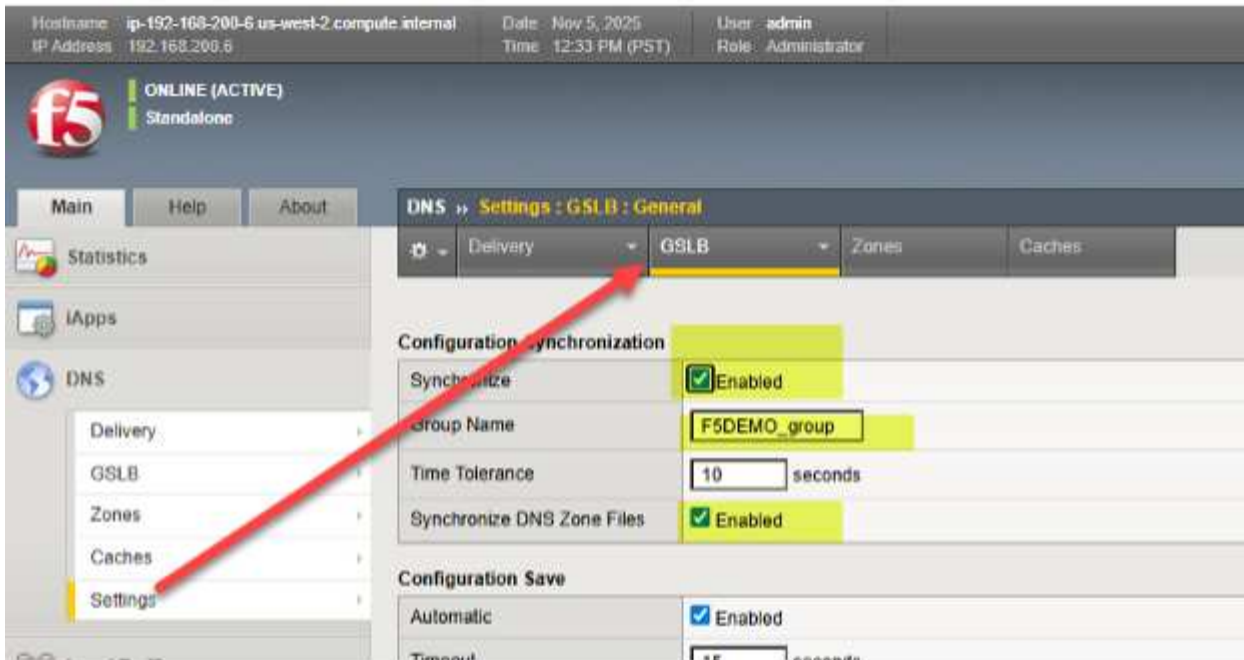 Hostname ip-192-168-200-6.us-west-2.compute.internal Date Nov 5, 2025 User admin
IP Address 192.168.200.6 Time 12:33 PM (PST) Role Administrator
f5
ONLINE (ACTIVE)
Standalone
Main Help About
DNS » Settings : GSLB : General
Delivery GSLB Zones Caches
Statistics
iApps
DNS
Delivery
GSLB
Zones
Caches
Settings
Configuration Synchronization
Synchronize Enabled
Group Name F5DEMO_group
Time Tolerance 10 seconds
Synchronize DNS Zone Files Enabled
Configuration Save
Automatic Enabled
Timeout 15 seconds